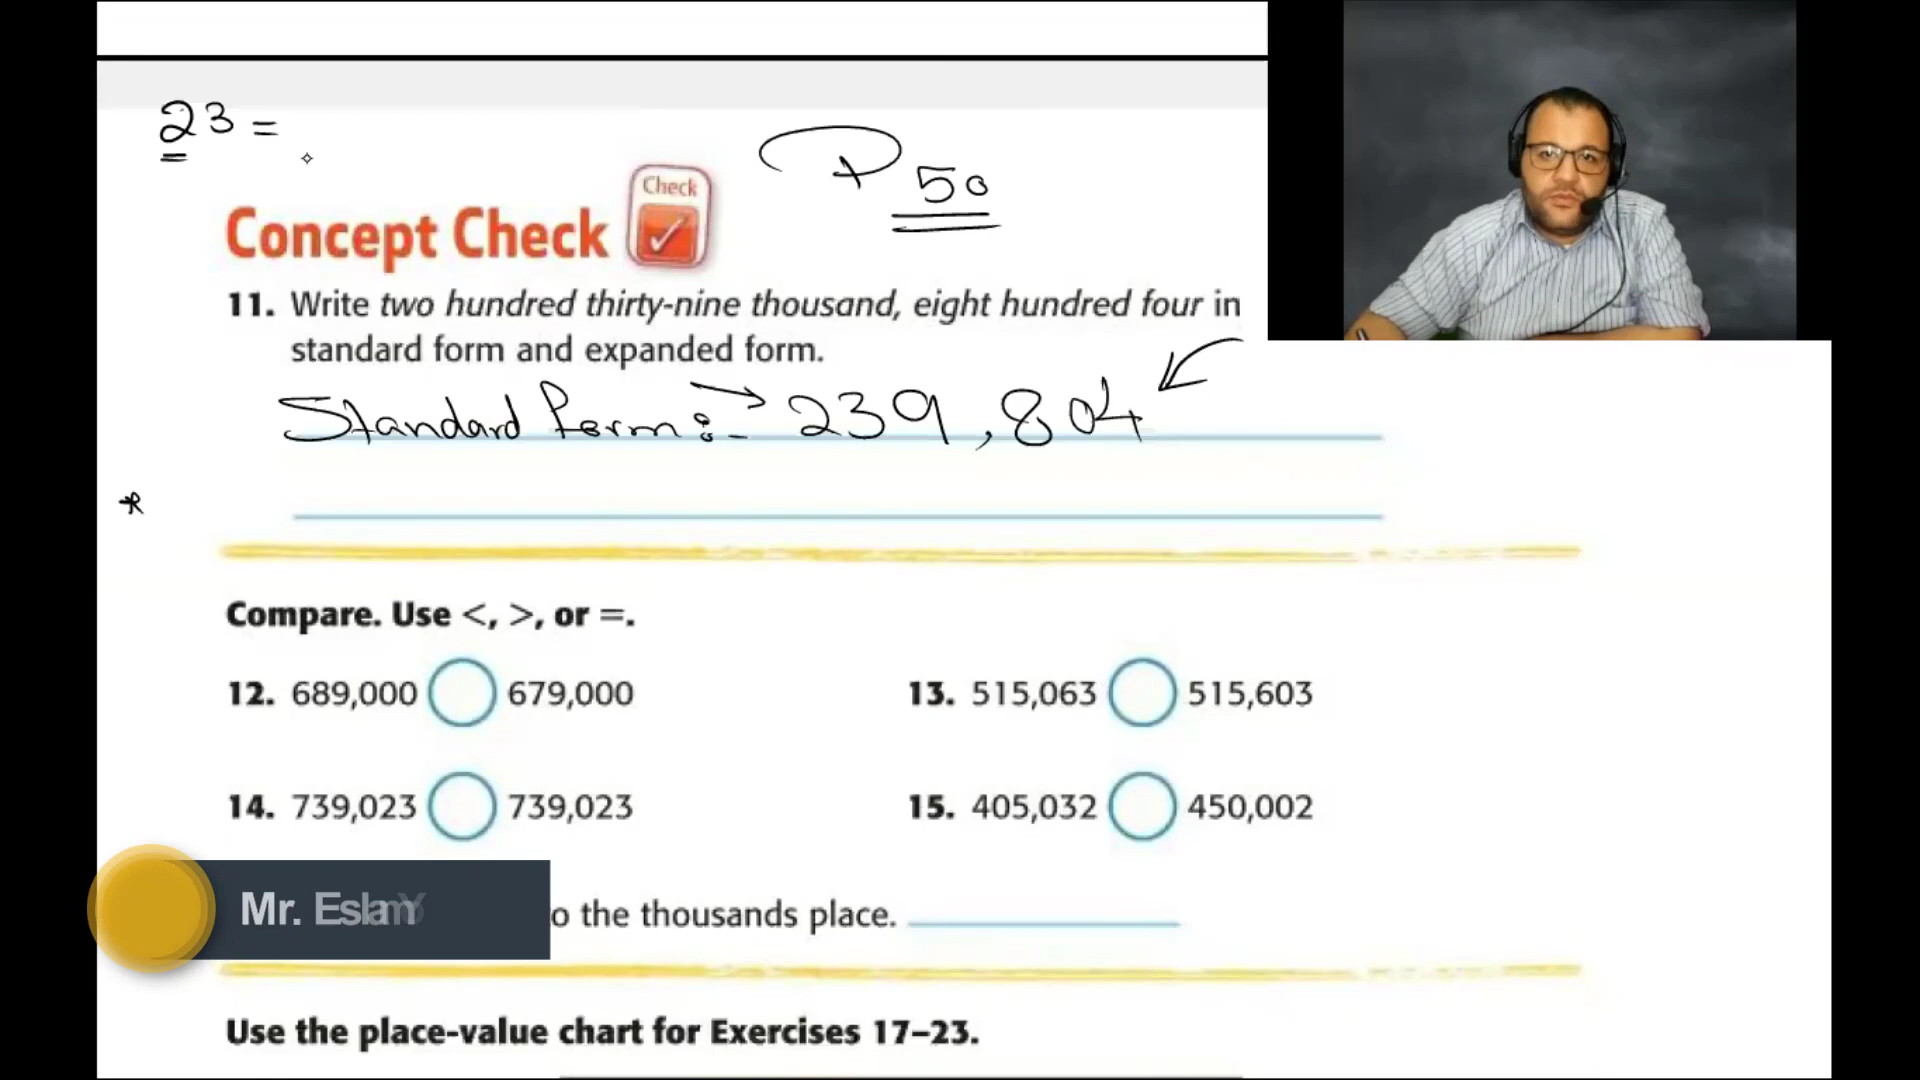 23 =
P 50
Check
Concept Check
11. Write two hundred thirty-nine thousand, eight hundred four in
standard form and expanded form.
Standard form:- → 239,804
*
Compare. Use <, >, or =.
12. 689,000 679,000
13. 515,063 515,603
14. 739,023 739,023
15. 405,032 450,002
Mr. Eslam
o the thousands place.
Use the place-value chart for Exercises 17–23.